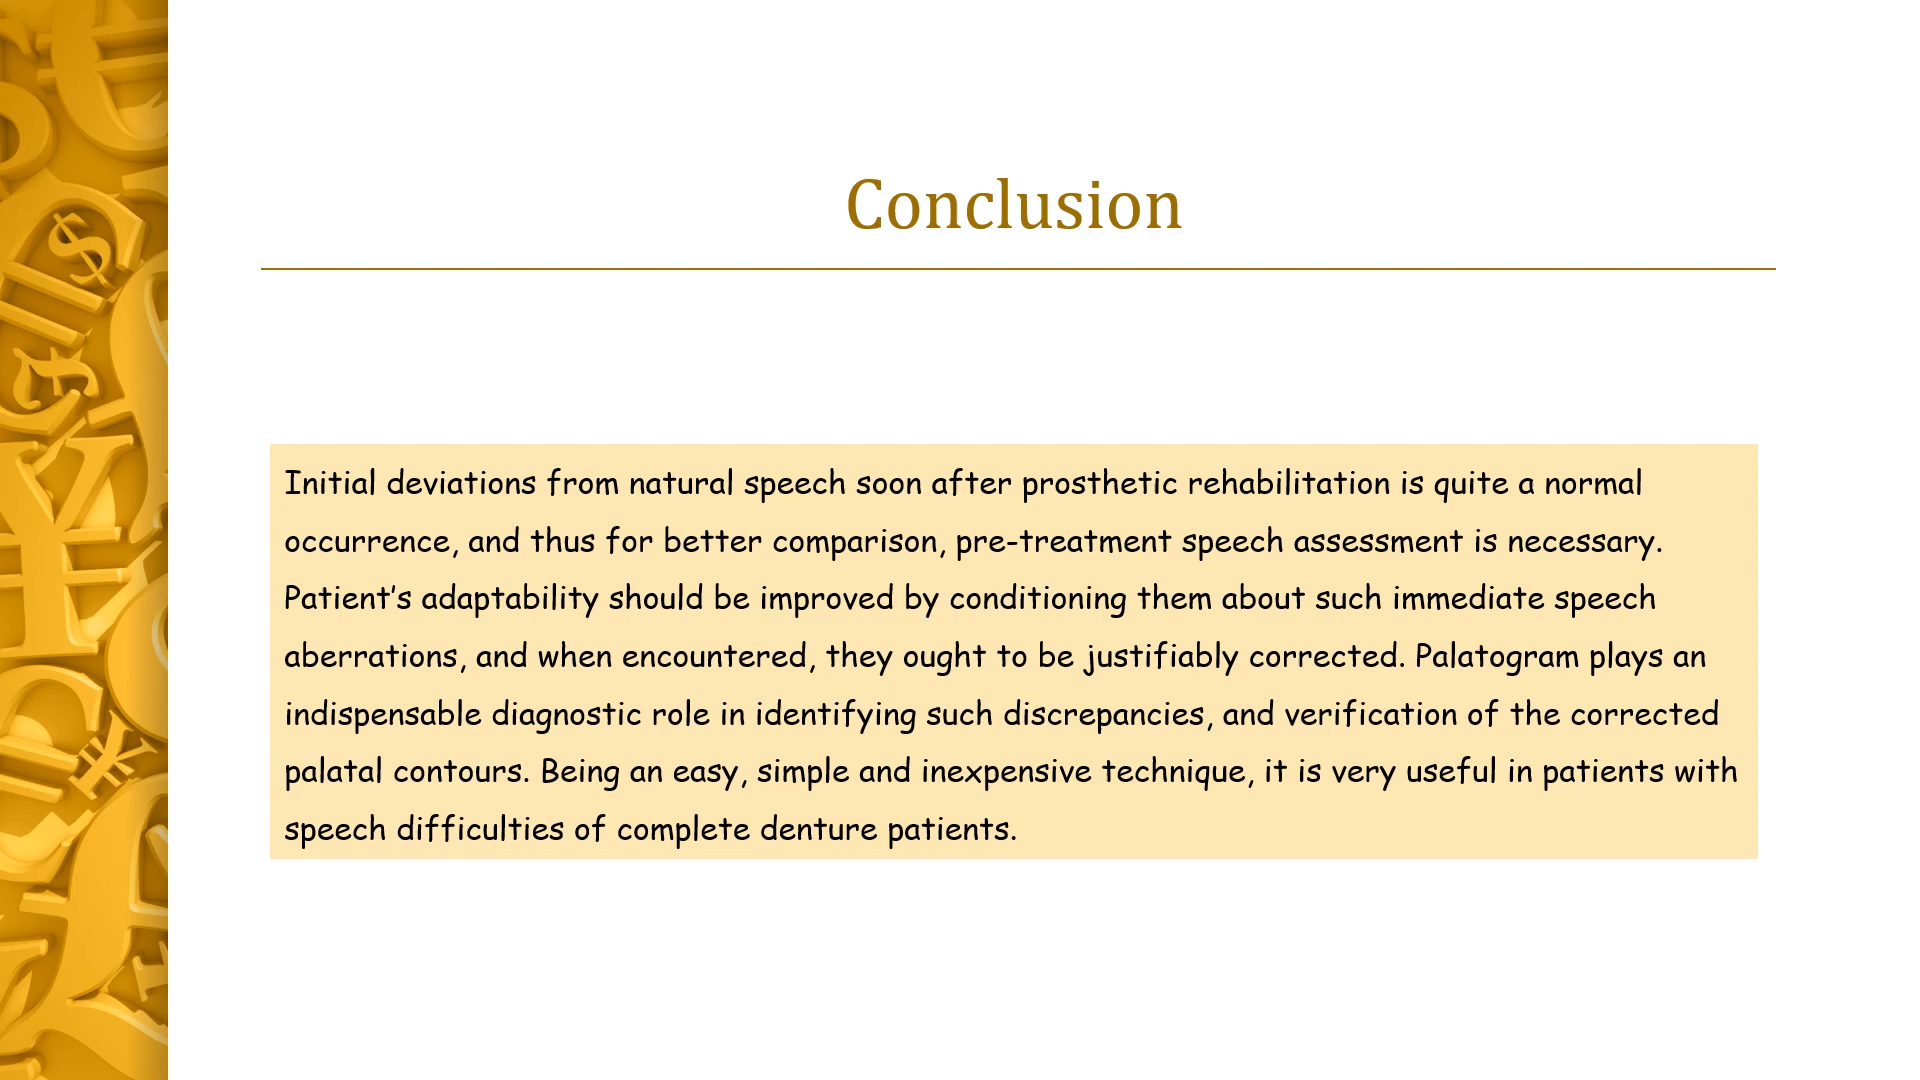 Conclusion
Initial deviations from natural speech soon after prosthetic rehabilitation is quite a normal
occurrence, and thus for better comparison, pre-treatment speech assessment is necessary.
Patient’s adaptability should be improved by conditioning them about such immediate speech
aberrations, and when encountered, they ought to be justifiably corrected. Palatogram plays an
indispensable diagnostic role in identifying such discrepancies, and verification of the corrected
palatal contours. Being an easy, simple and inexpensive technique, it is very useful in patients with
speech difficulties of complete denture patients.